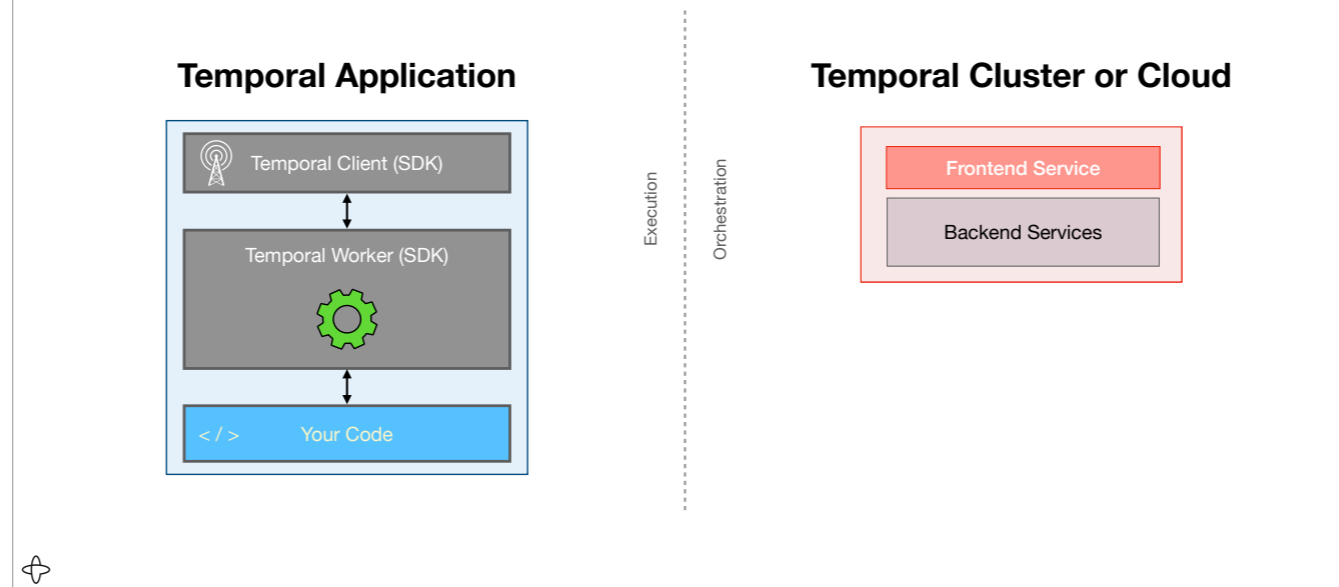 Temporal Application
Temporal Client (SDK)
Temporal Worker (SDK)
< / > Your Code
Execution
Orchestration
Temporal Cluster or Cloud
Frontend Service
Backend Services